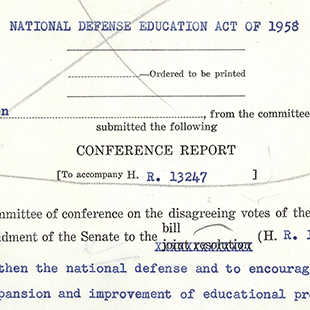 NATIONAL DEFENSE EDUCATION ACT OF 1958
—Ordered to be printed
n , from the committee
submitted the following
CONFERENCE REPORT
[To accompany H. R. 13247 ]
mmittee of conference on the disagreeing votes of the
bill
ndment of the Senate to the joint resolution (H. R. 1
then the national defense and to encourag
pansion and improvement of educational pr